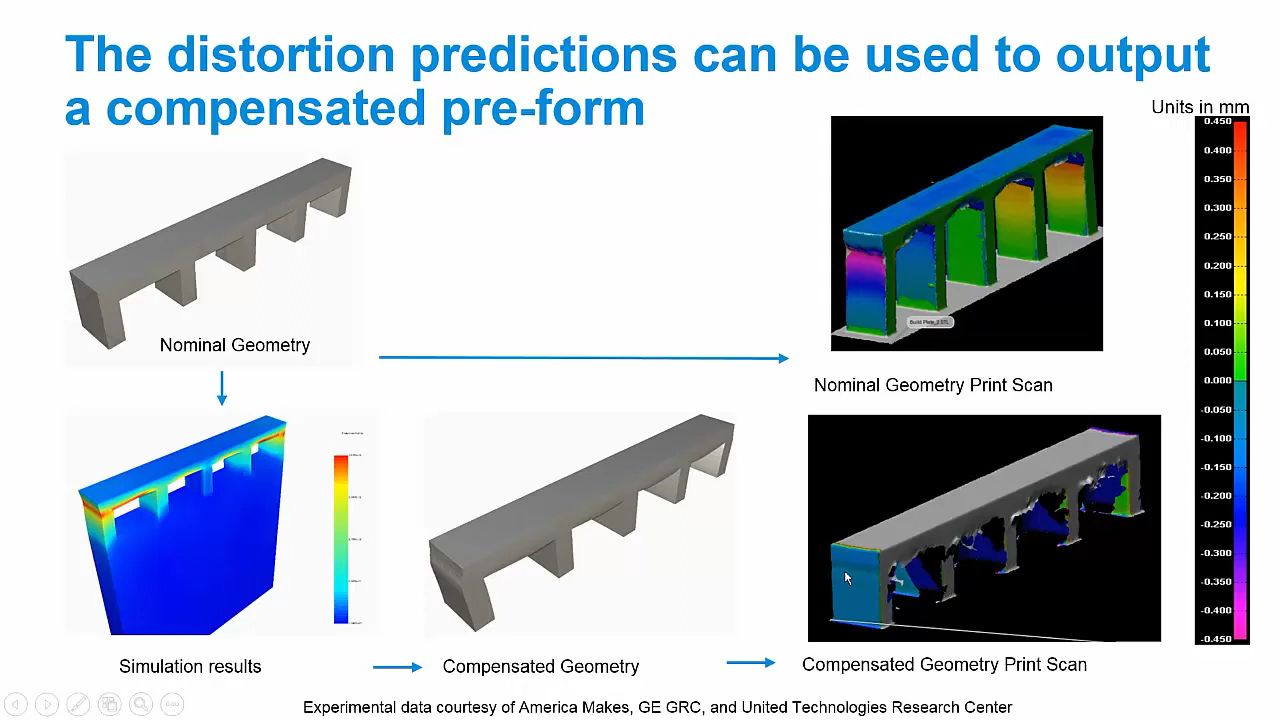 The distortion predictions can be used to output
a compensated pre-form
Units in mm
0.450
0.400
0.350
0.300
0.250
0.200
0.150
0.100
0.050
0.000
-0.050
-0.100
-0.150
-0.200
-0.250
-0.300
-0.350
-0.400
-0.450
Nominal Geometry
Nominal Geometry Print Scan
Simulation results
Compensated Geometry
Compensated Geometry Print Scan
Experimental data courtesy of America Makes, GE GRC, and United Technologies Research Center